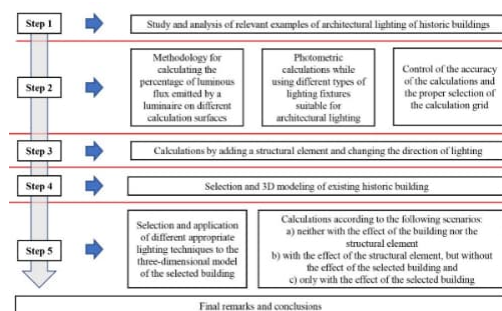 Step 1
Study and analysis of relevant examples of architectural lighting of historic buildings
Step 2
Methodology for
calculating the
percentage of luminous
flux emitted by a
luminaire on different
calculation surfaces
Photometric
calculations while
using different types of
lighting fixtures
suitable for
architectural lighting
Control of the accuracy
of the calculations and
the proper selection of
the calculation grid
Step 3
Calculations by adding a structural element and changing the direction of lighting
Step 4
Selection and 3D modeling of existing historic building
Step 5
Selection and application
of different appropriate
lighting techniques to the
three-dimensional model
of the selected building
Calculations according to the following scenarios:
a) neither with the effect of the building nor the
structural element
b) with the effect of the structural element, but without
the effect of the selected building and
c) only with the effect of the selected building
Final remarks and conclusions